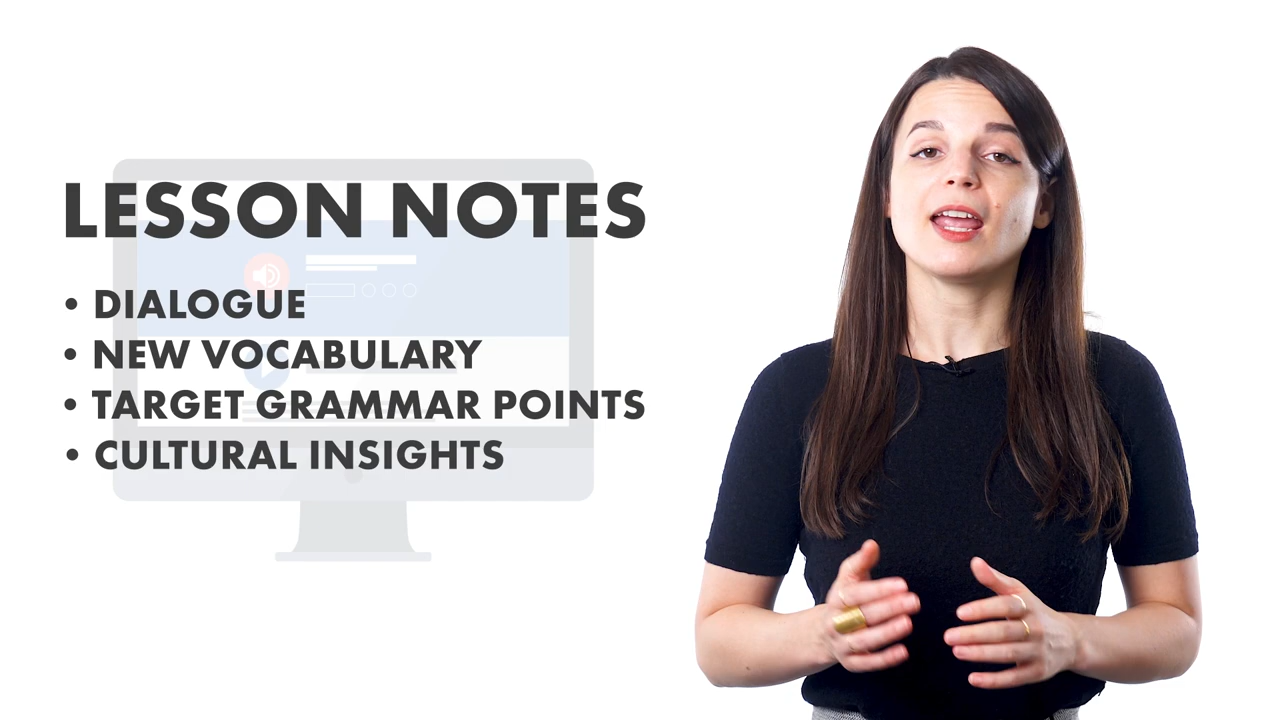 LESSON NOTES
• DIALOGUE
• NEW VOCABULARY
• TARGET GRAMMAR POINTS
• CULTURAL INSIGHTS